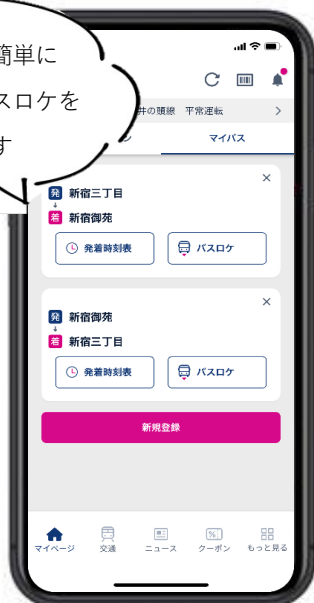 簡単に
スロケを
す
井の頭線 平常運転
マイバス
発 新宿三丁目
↓
着 新宿御苑
発着時刻表
バスロケ
発 新宿御苑
↓
着 新宿三丁目
発着時刻表
バスロケ
新規登録
マイページ 交通 ニュース クーポン もっと見る